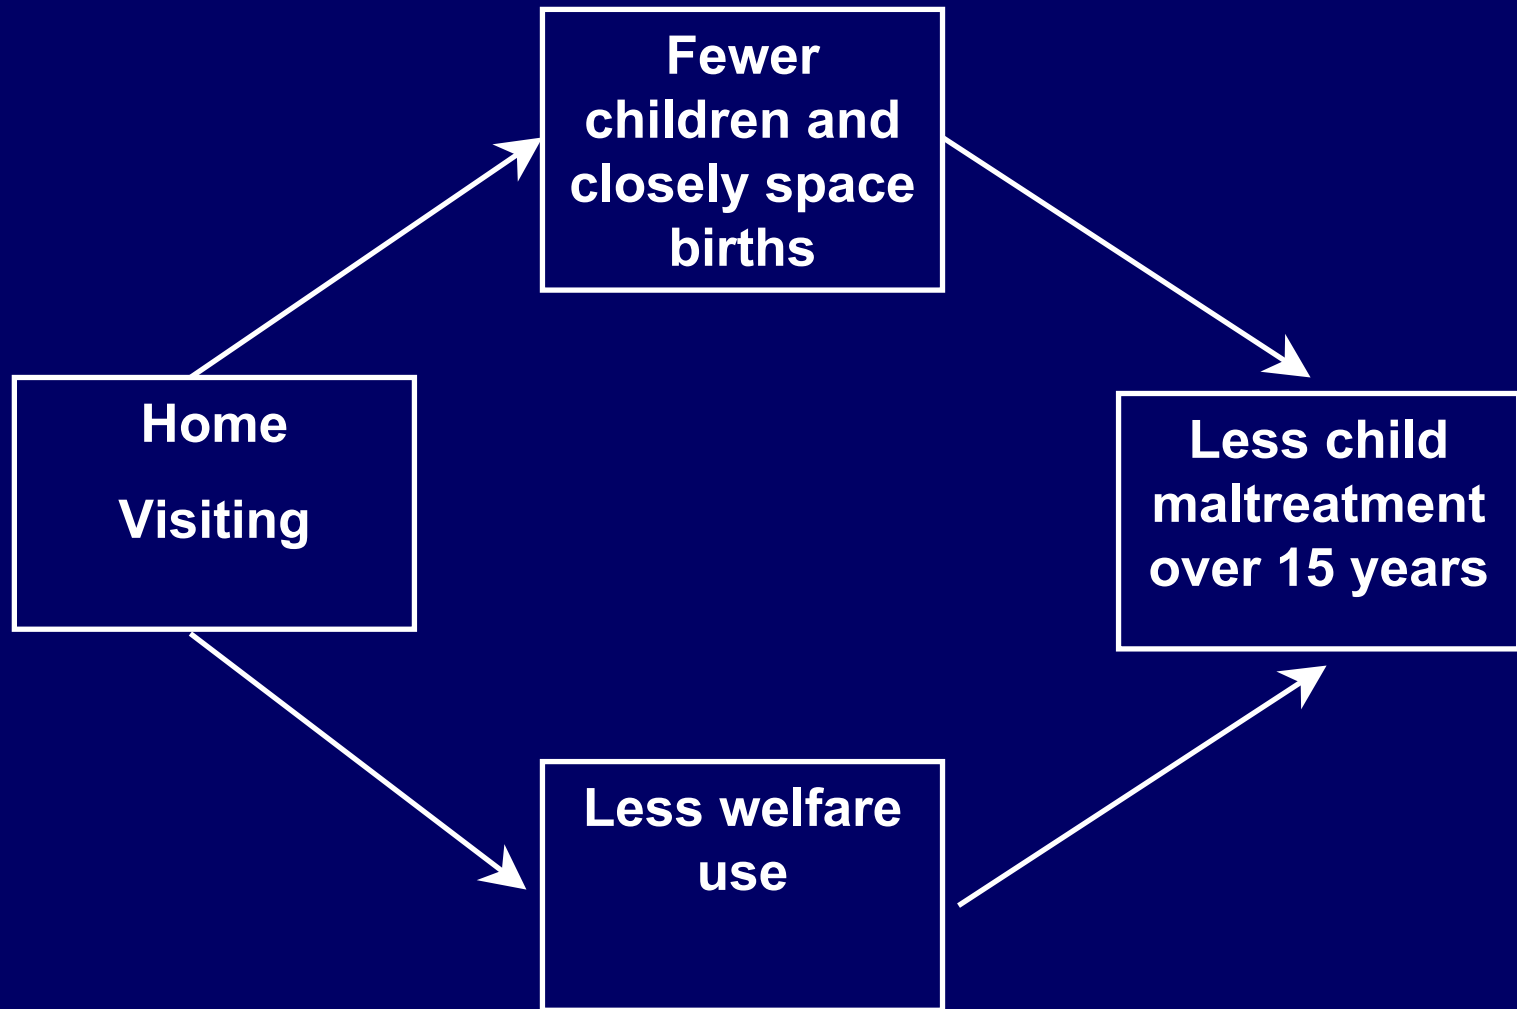 Fewer
children and
closely space
births
Home
Visiting
Less child
maltreatment
over 15 years
Less welfare
use